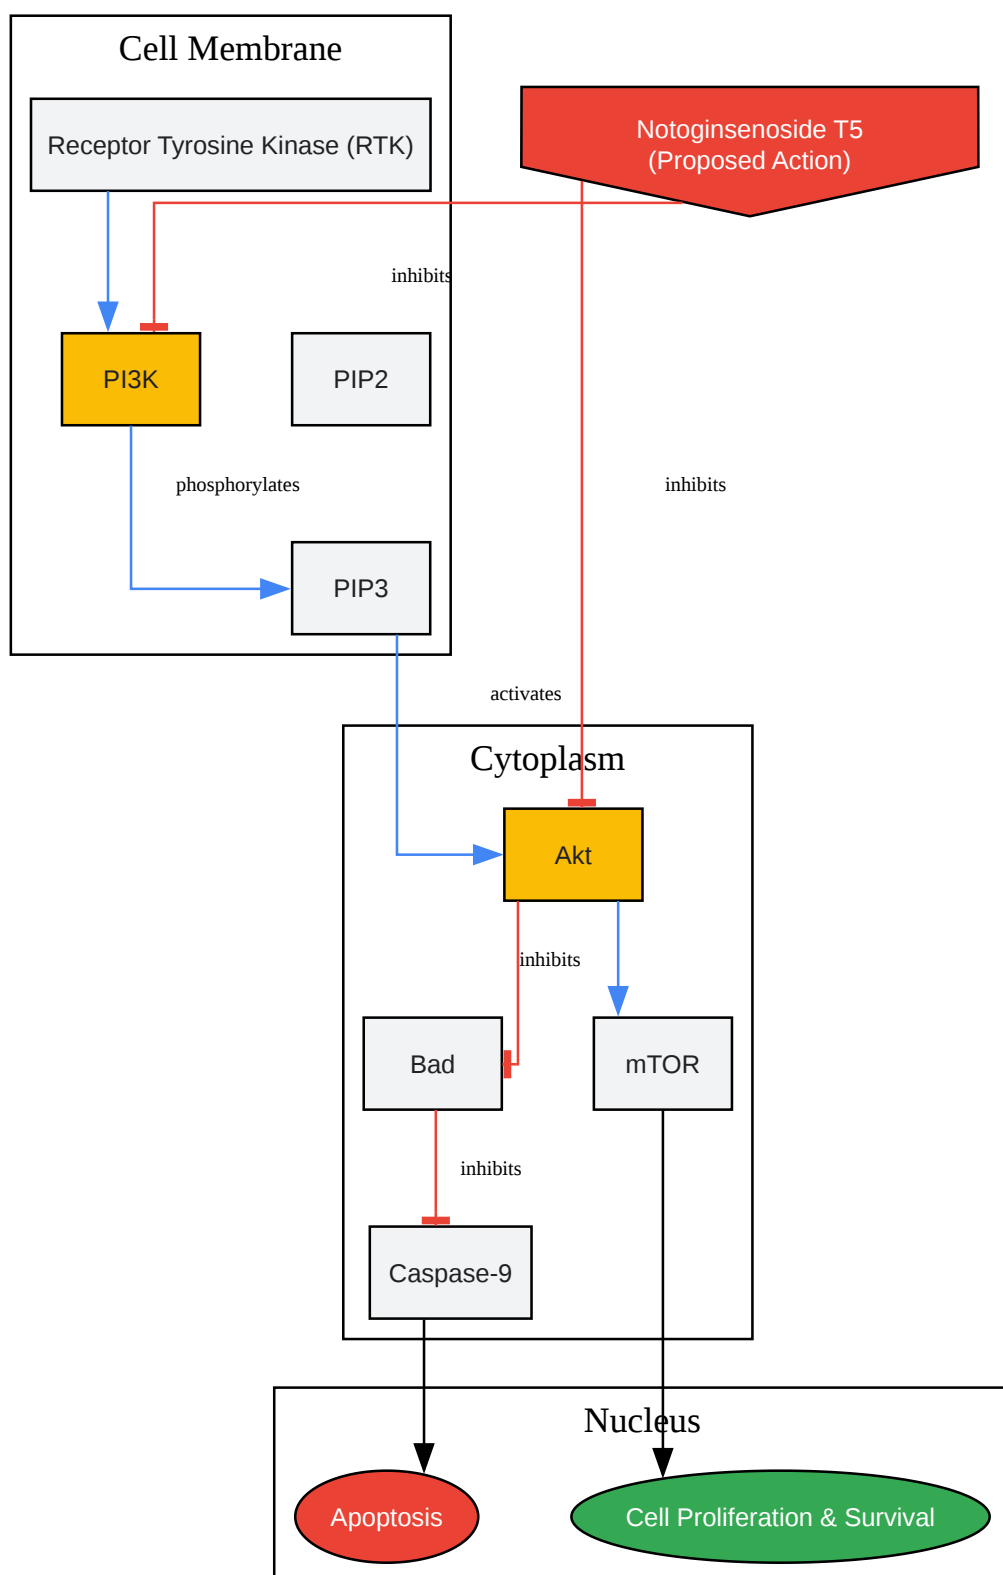 Cell Membrane
Receptor Tyrosine Kinase (RTK)
Notoginsenoside T5
(Proposed Action)
inhibits
PI3K
PIP2
phosphorylates
inhibits
PIP3
activates
Cytoplasm
Akt
inhibits
Bad
mTOR
inhibits
Caspase-9
Nucleus
Apoptosis
Cell Proliferation & Survival